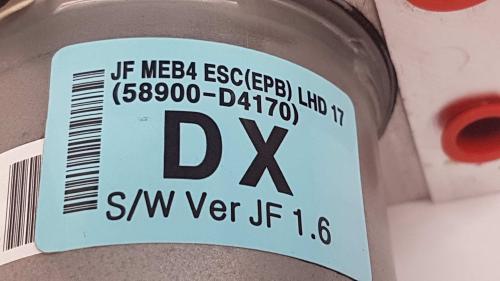 JF MEB4 ESC(EPB) LHD 17
(58900-D4170)
DX
S/W Ver JF 1.6